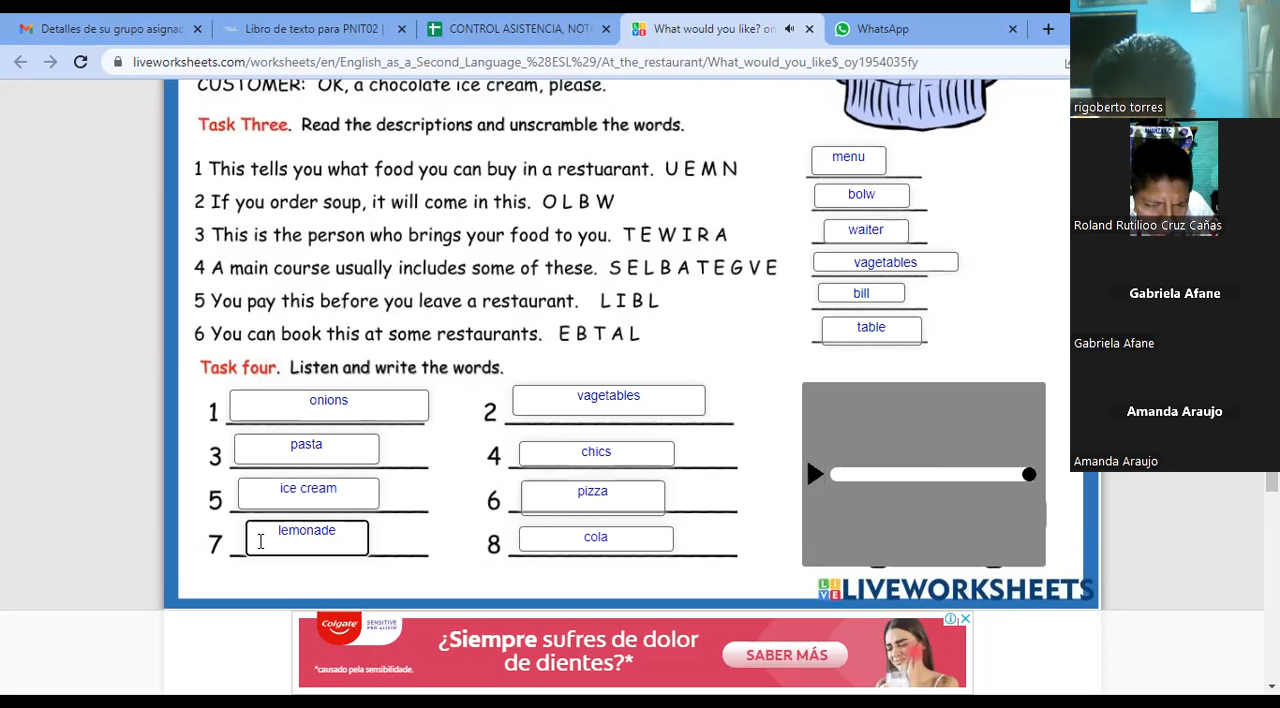 Detalles de su grupo asignad
Libro de texto para PNIT02 |
CONTROL ASISTENCIA, NOTA
What would you like? on
WhatsApp
liveworksheets.com/worksheets/en/English_as_a_Second_Language_%28ESL%29/At_the_restaurant/What_would_you_like$_oy1954035fy
CUSTOMER: OK, a chocolate ice cream, please.
Task Three. Read the descriptions and unscramble the words.
1 This tells you what food you can buy in a restuarant. U E M N
menu
2 If you order soup, it will come in this. O L B W
bolw
3 This is the person who brings your food to you. T E W I R A
waiter
4 A main course usually includes some of these. S E L B A T E G V E
vagetables
5 You pay this before you leave a restaurant. L I B L
bill
6 You can book this at some restaurants. E B T A L
table
Task four. Listen and write the words.
1 onions
2 vagetables
3 pasta
4 chics
5 ice cream
6 pizza
7 lemonade
8 cola
LIVE LIVEWORKSHEETS
Colgate
SENSITIVE
PRO-ALIVIO
*causado pela sensibilidade.
¿Siempre sufres de dolor
de dientes?*
SABER MÁS
rigoberto torres
Roland Rutilioo Cruz Cañas
Gabriela Afane
Gabriela Afane
Amanda Araujo
Amanda Araujo